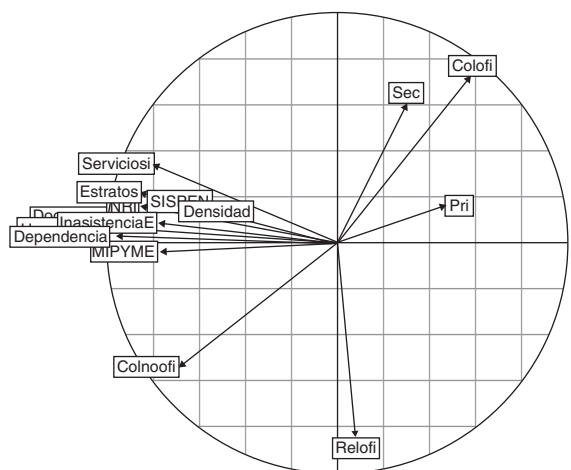 Colofi
Sec
Serviciosi
Estratos
SISBEN
Densidad
Pri
InasistenciaE
Dependencia
MIPYME
Colnoofi
Relofi